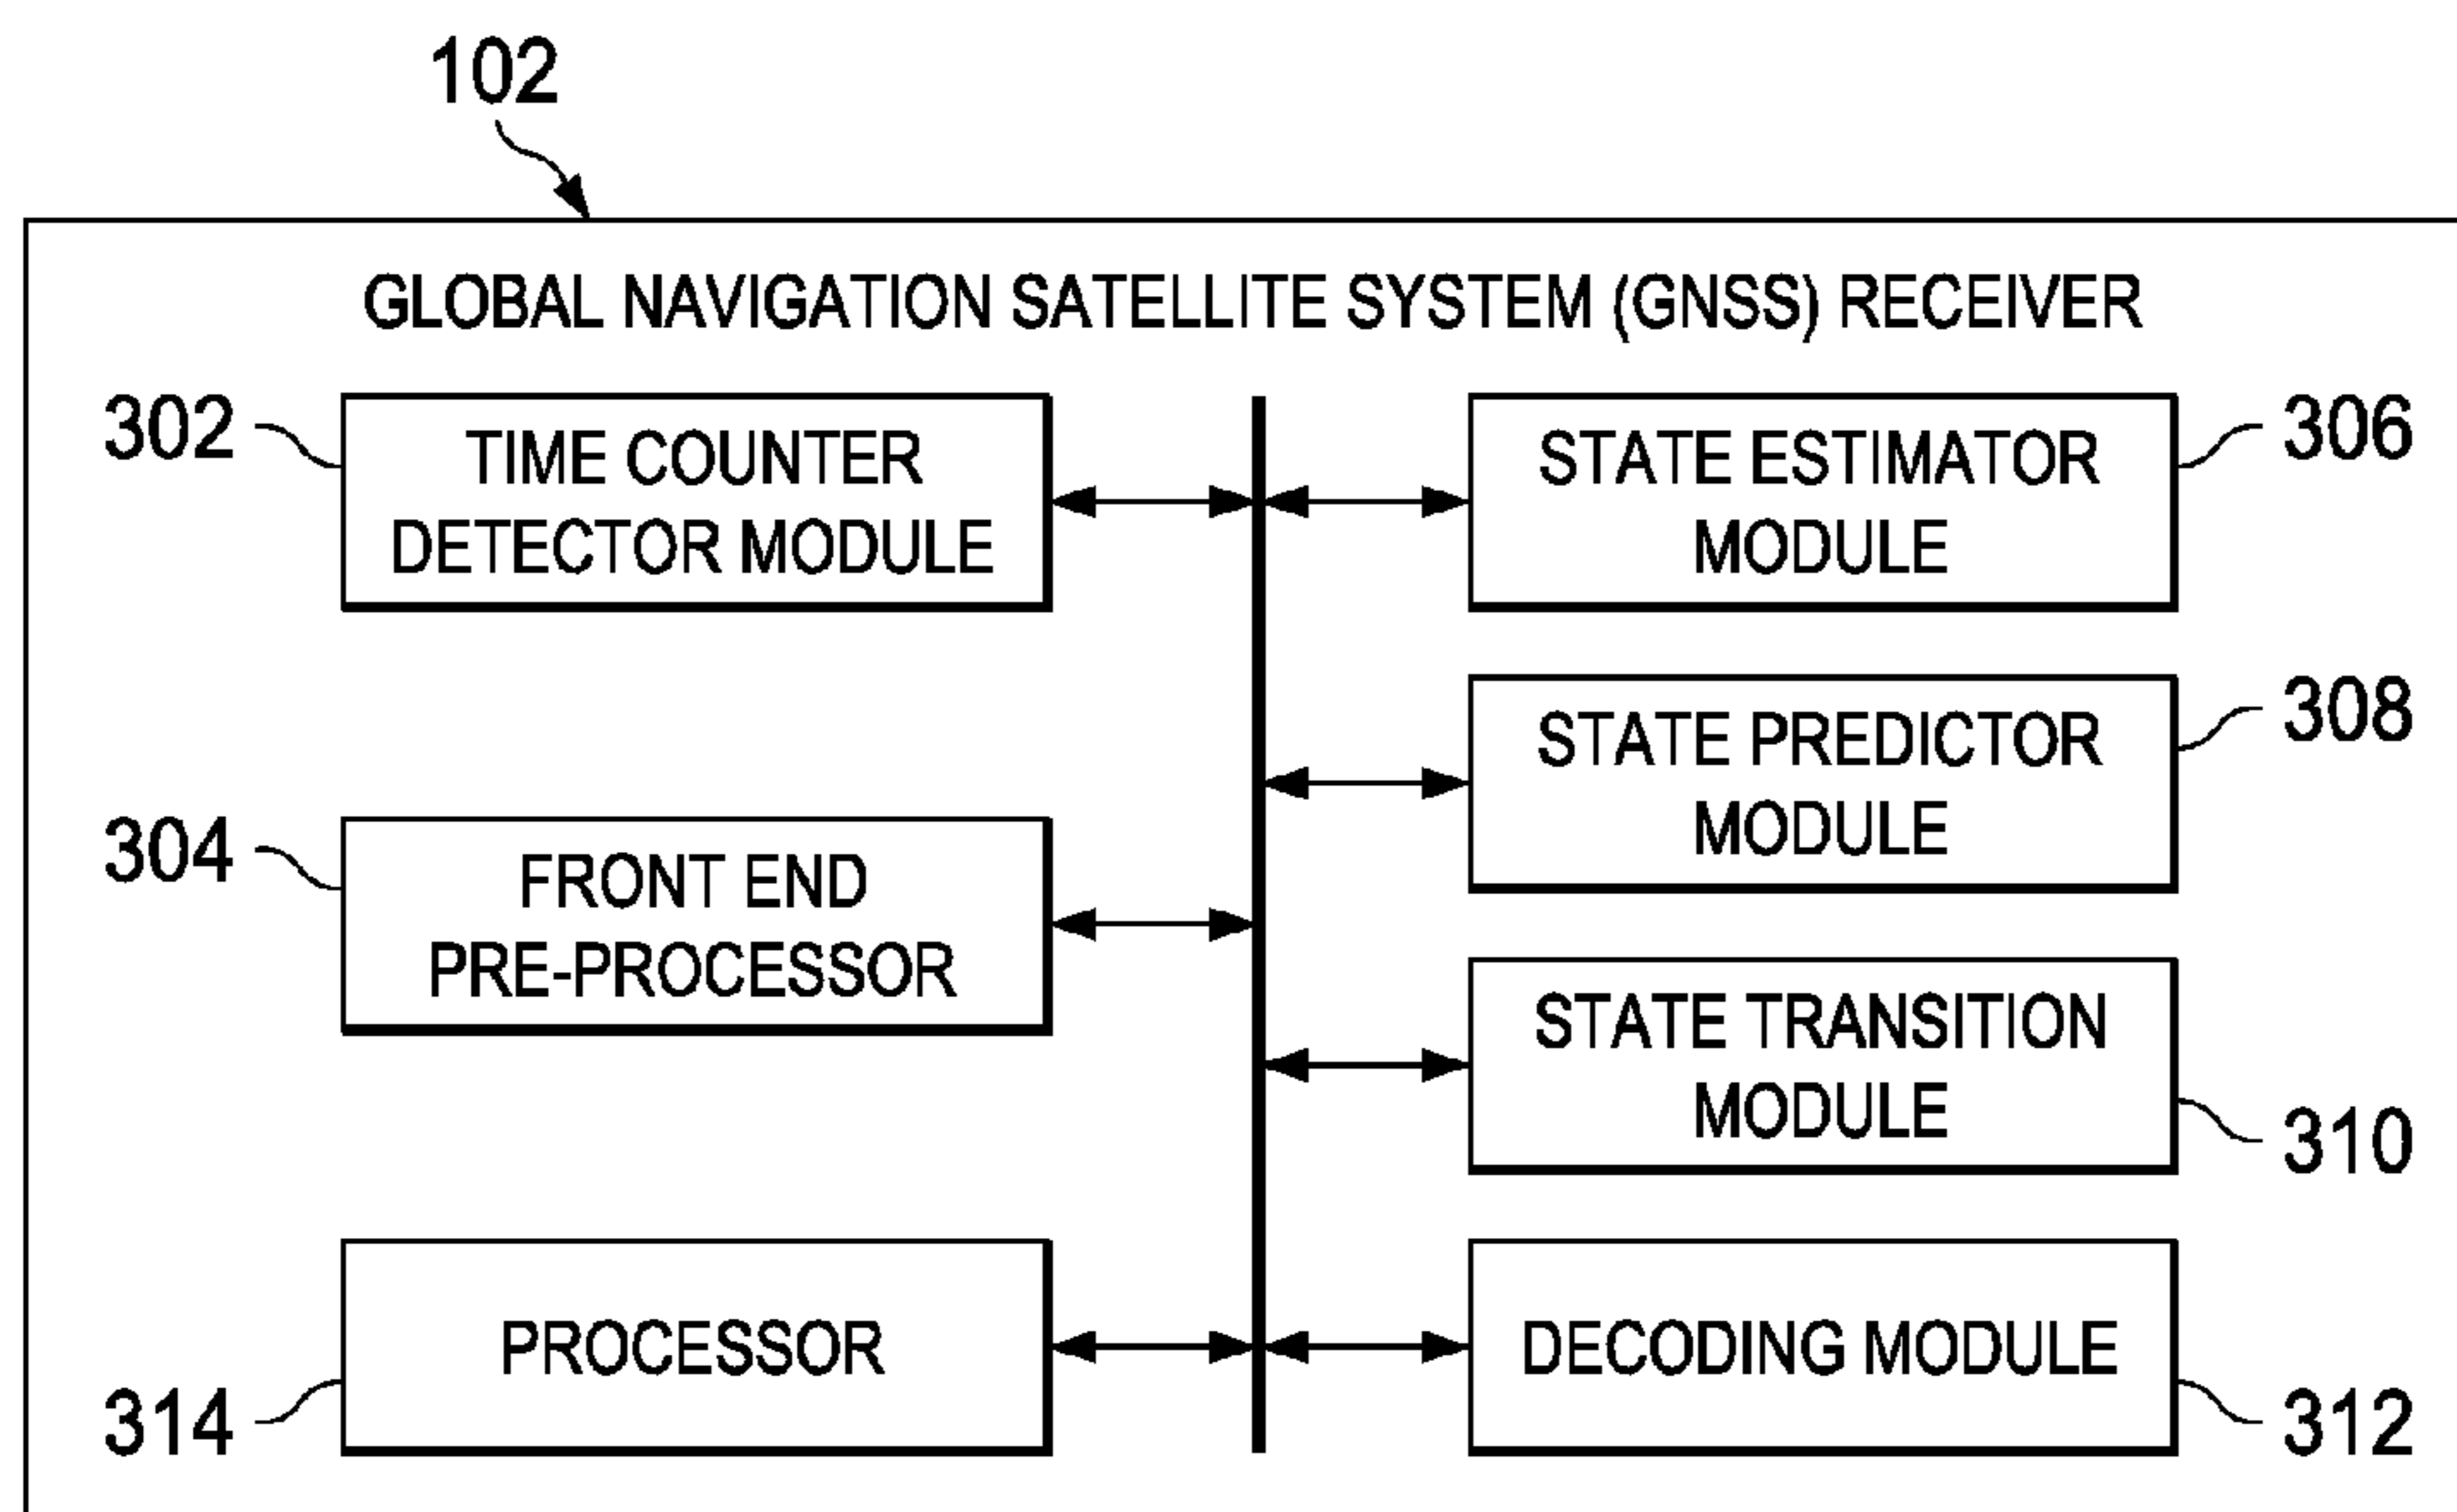 102
GLOBAL NAVIGATION SATELLITE SYSTEM (GNSS) RECEIVER
302
TIME COUNTER
DETECTOR MODULE
STATE ESTIMATOR
MODULE
306
STATE PREDICTOR
MODULE
308
304
FRONT END
PRE-PROCESSOR
STATE TRANSITION
MODULE
310
PROCESSOR
314
DECODING MODULE
312